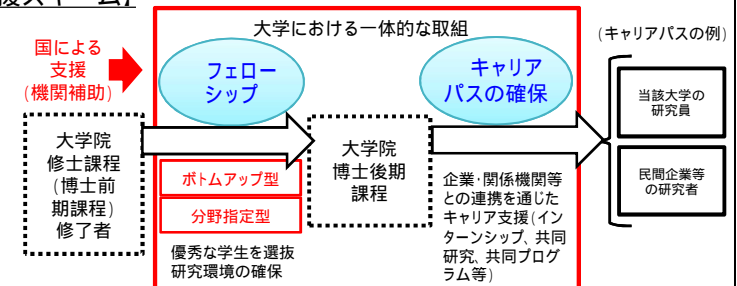 スキーム】
大学における一体的な取組
(キャリアパスの例)
国による
支援
(機関補助)
フェロー
シップ
キャリア
パスの確保
大学院
修士課程
(博士前
期課程)
修了者
ボトムアップ型
分野指定型
優秀な学生を選抜
研究環境の確保
大学院
博士後期
課程
企業・関係機関等
との連携を通じた
キャリア支援(イン
ターンシップ、共同
研究、共同プログ
ラム等)
当該大学の
研究員
民間企業等
の研究者